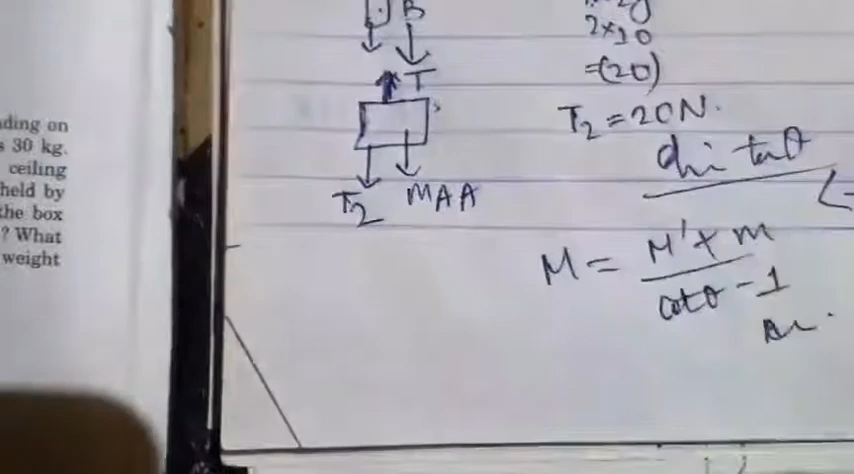 ding on
s 30 kg.
ceiling
held by
the box
? What
weight
B
T
T₂ MAA
2×10
=(20)
T₂ = 20N.
tanθ
M = M'+m / cotθ - 1